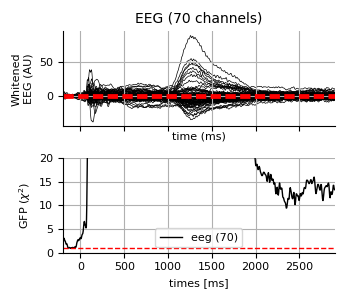 EEG (70 channels)
Whitened
EEG (AU)
50
0
time (ms)
GFP (χ²)
20
15
10
5
0
eeg (70)
0 500 1000 1500 2000 2500
times [ms]